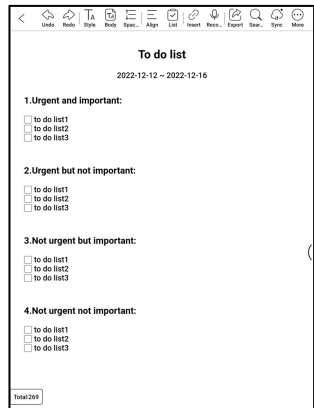 Undo Redo Style Body Spac... Align List Insert Reco... Export Sear... Sync More
To do list
2022-12-12 ~ 2022-12-16
1.Urgent and important:
to do list1
to do list2
to do list3
2.Urgent but not important:
to do list1
to do list2
to do list3
3.Not urgent but important:
to do list1
to do list2
to do list3
4.Not urgent not important:
to do list1
to do list2
to do list3
Total:269